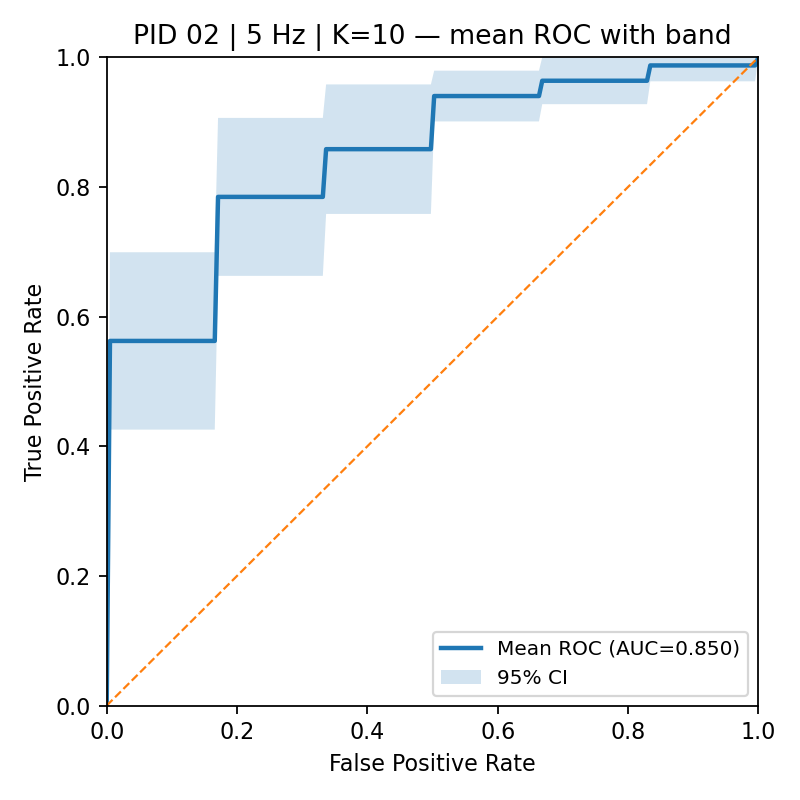 PID 02 | 5 Hz | K=10 — mean ROC with band
1.0
0.8
0.6
0.4
0.2
0.0
True Positive Rate
Mean ROC (AUC=0.850)
95% CI
0.0 0.2 0.4 0.6 0.8 1.0
False Positive Rate